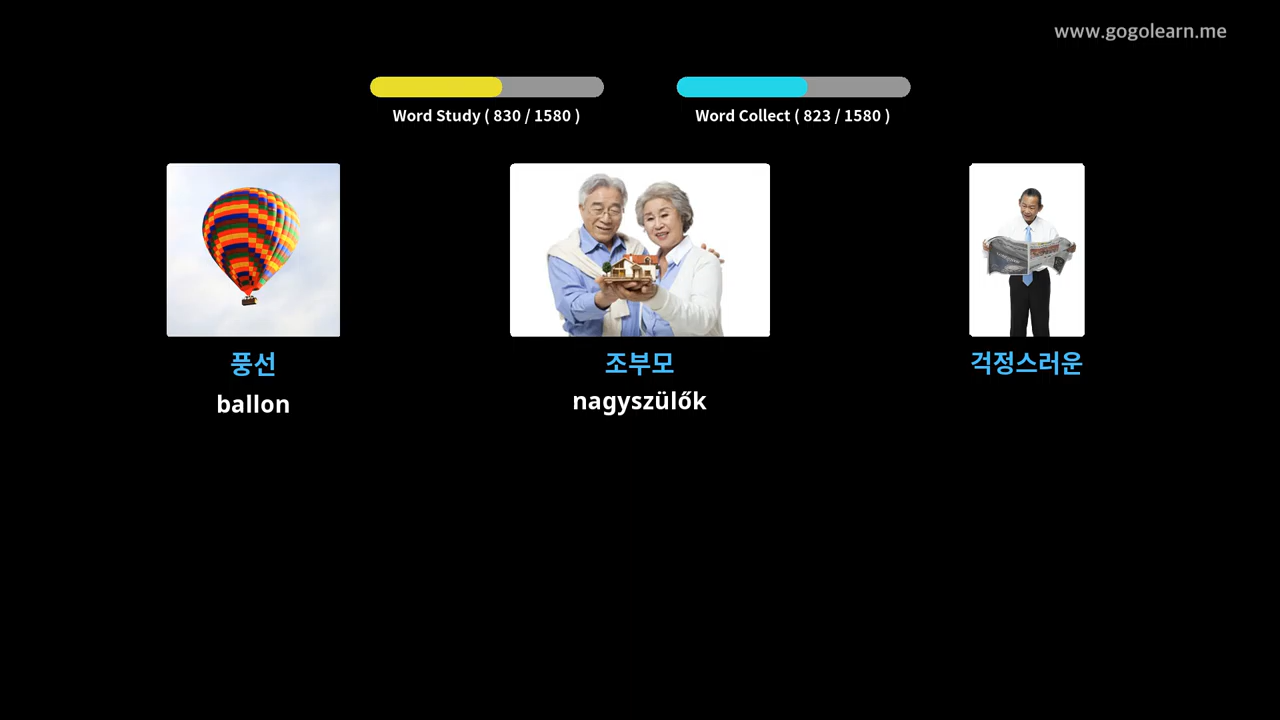 www.gogolearn.me
Word Study ( 830 / 1580 )
Word Collect ( 823 / 1580 )
풍선
ballon
조부모
nagyszülők
걱정스러운